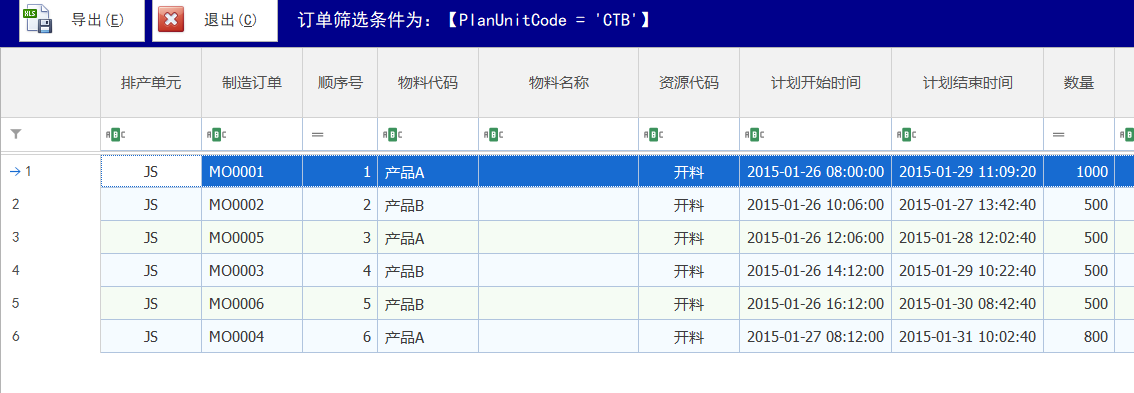 XLS 导出(E) 退出(C) 订单筛选条件为：【PlanUnitCode = 'CTB'】
排产单元 制造订单 顺序号 物料代码 物料名称 资源代码 计划开始时间 计划结束时间 数量
ABC ABC = ABC ABC ABC ABC ABC = AB
1 JS MO0001 1 产品A 开料 2015-01-26 08:00:00 2015-01-29 11:09:20 1000
2 JS MO0002 2 产品B 开料 2015-01-26 10:06:00 2015-01-27 13:42:40 500
3 JS MO0005 3 产品A 开料 2015-01-26 12:06:00 2015-01-28 12:02:40 500
4 JS MO0003 4 产品B 开料 2015-01-26 14:12:00 2015-01-29 10:22:40 500
5 JS MO0006 5 产品B 开料 2015-01-26 16:12:00 2015-01-30 08:42:40 500
6 JS MO0004 6 产品A 开料 2015-01-27 08:12:00 2015-01-31 10:02:40 800